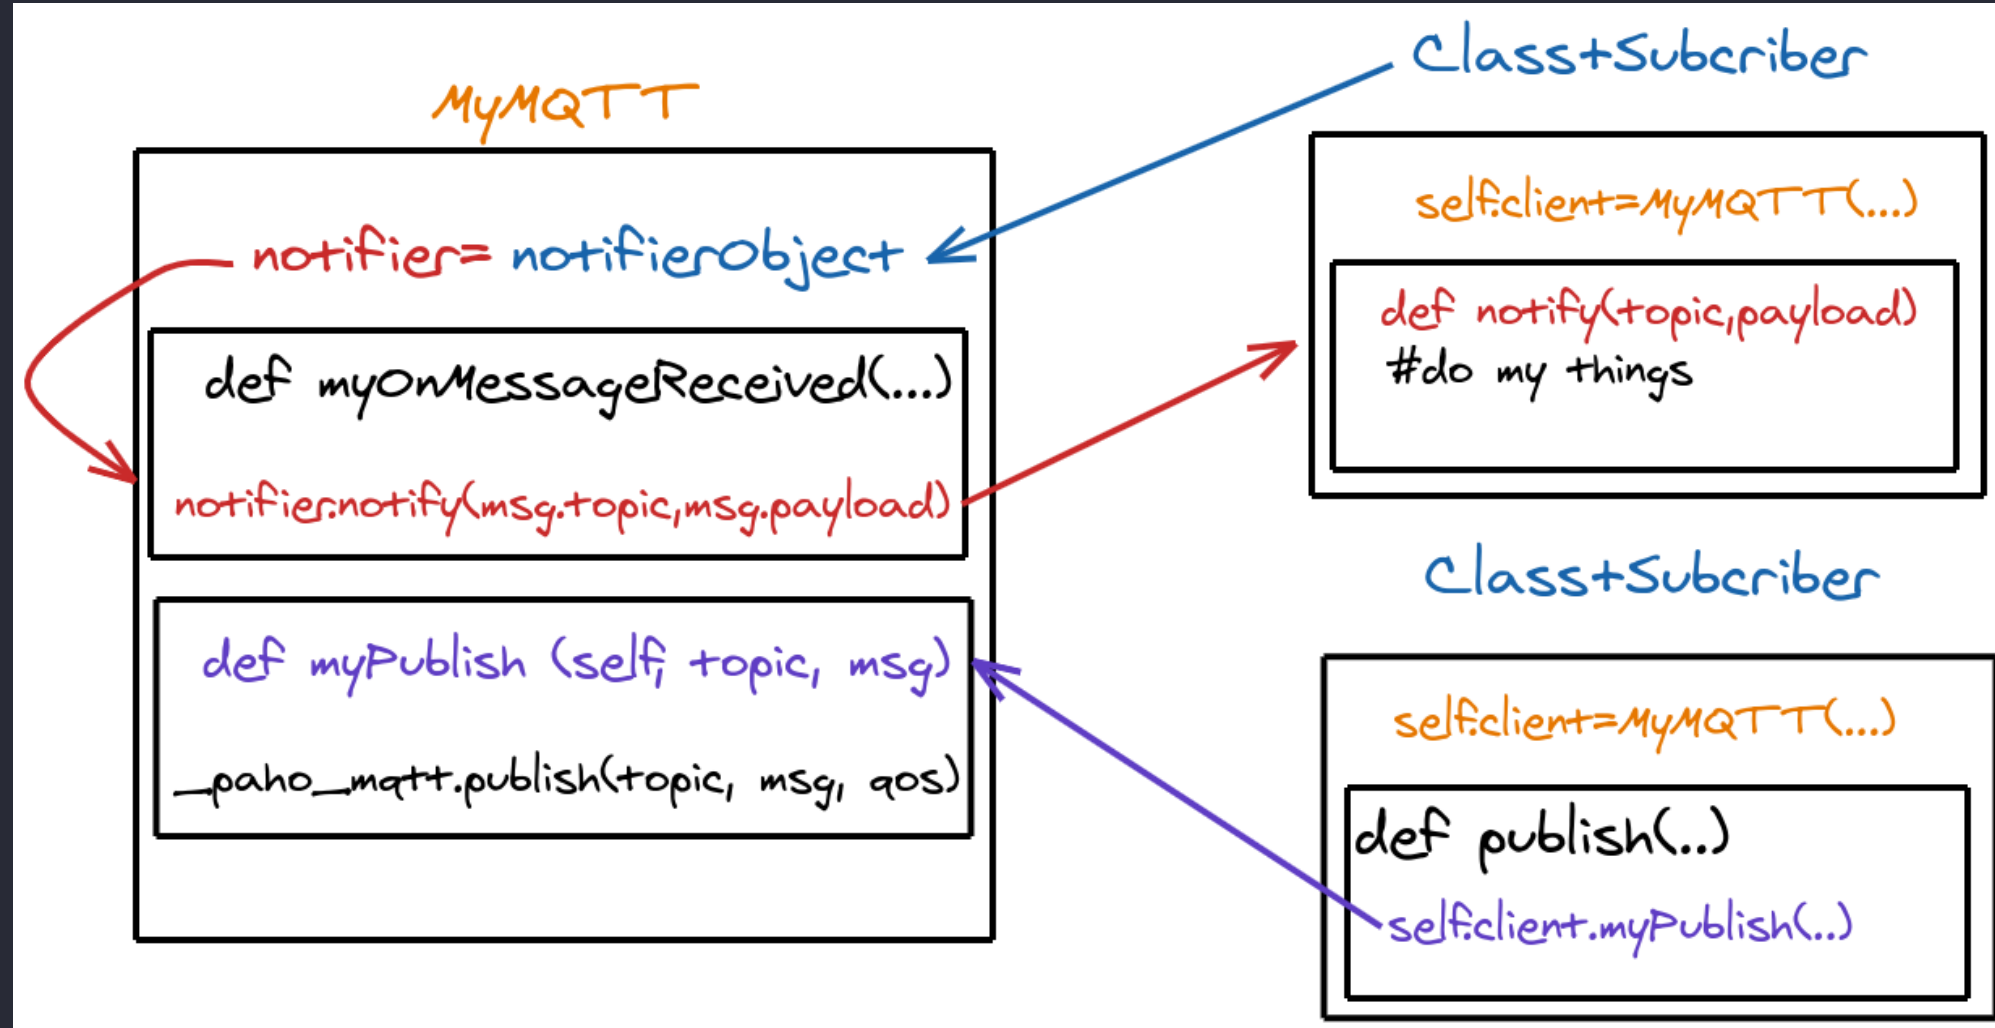 MyMQTT
notifier= notifierObject
def myOnMessageReceived(...)
notifier.notify(msg.topic,msg.payload)
def myPublish (self, topic, msg)
_paho_mqtt.publish(topic, msg, qos)
Class+Subcriber
self.client=MyMQTT(...)
def notify(topic,payload)
#do my things
Class+Subcriber
self.client=MyMQTT(...)
def publish(..)
self.client.myPublish(..)